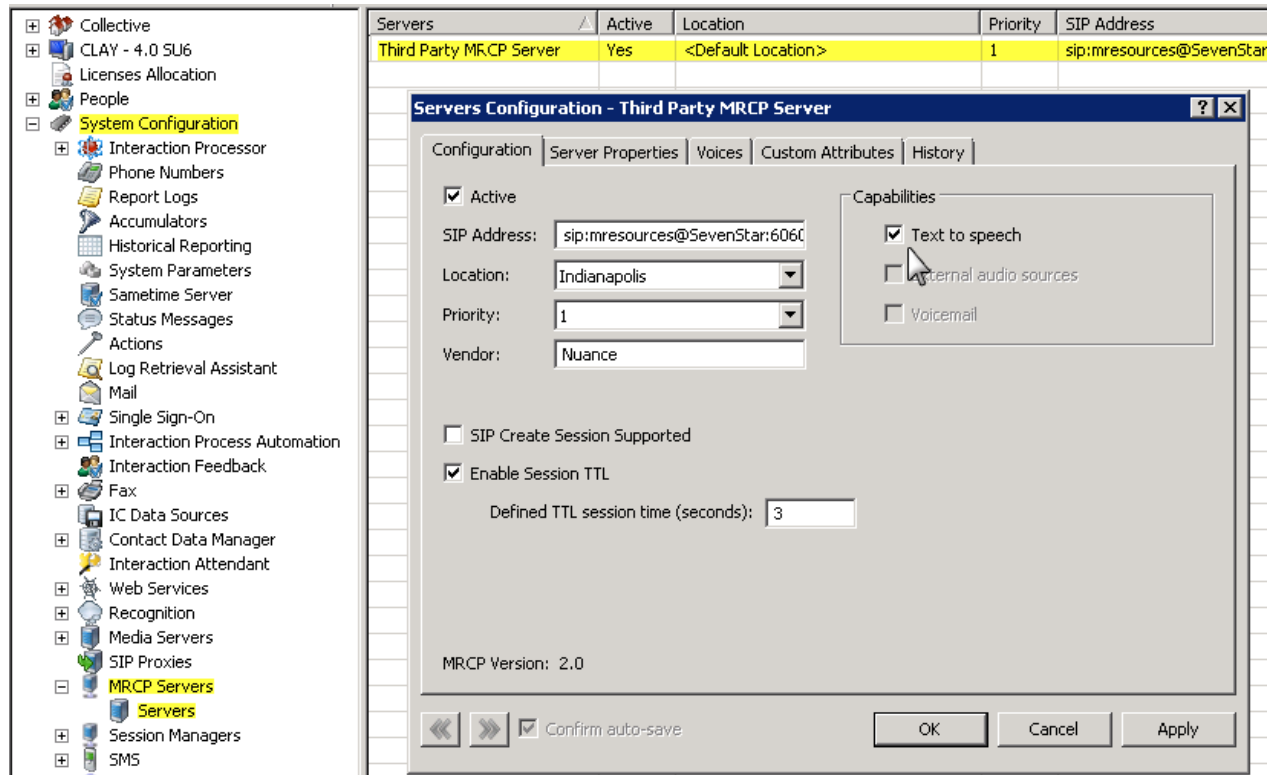 Collective
CLAY - 4.0 SU6
Licenses Allocation
People
System Configuration
Interaction Processor
Phone Numbers
Report Logs
Accumulators
Historical Reporting
System Parameters
Sametime Server
Status Messages
Actions
Log Retrieval Assistant
Mail
Single Sign-On
Interaction Process Automation
Interaction Feedback
Fax
IC Data Sources
Contact Data Manager
Interaction Attendant
Web Services
Recognition
Media Servers
SIP Proxies
MRCP Servers
Servers
Session Managers
SMS
Servers Active Location Priority SIP Address
Third Party MRCP Server Yes <Default Location> 1 sip:mresources@SevenStar
Servers Configuration - Third Party MRCP Server
Configuration Server Properties Voices Custom Attributes History
Active
SIP Address: sip:mresources@SevenStar:6060
Location: Indianapolis
Priority: 1
Vendor: Nuance
Capabilities
Text to speech
audio sources
Voicemail
SIP Create Session Supported
Enable Session TTL
Defined TTL session time (seconds): 3
MRCP Version: 2.0
Confirm auto-save
OK Cancel Apply